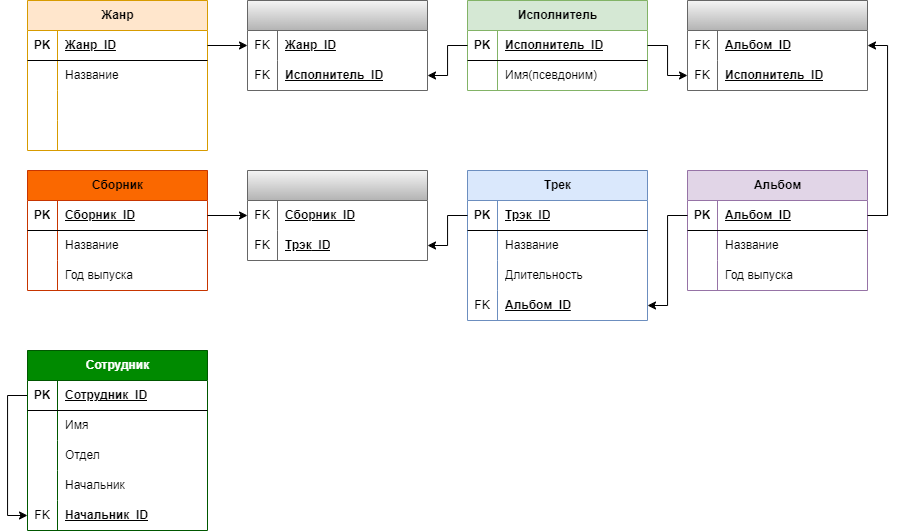 Жанр
PK Жанр_ID
Название
FK Жанр_ID
FK Исполнитель_ID
Исполнитель
PK Исполнитель_ID
Имя(псевдоним)
FK Альбом_ID
FK Исполнитель_ID
Сборник
PK Сборник_ID
Название
Год выпуска
FK Сборник_ID
FK Трэк_ID
Трек
PK Трэк_ID
Название
Длительность
FK Альбом_ID
Альбом
PK Альбом_ID
Название
Год выпуска
Сотрудник
PK Сотрудник_ID
Имя
Отдел
Начальник
FK Начальник_ID